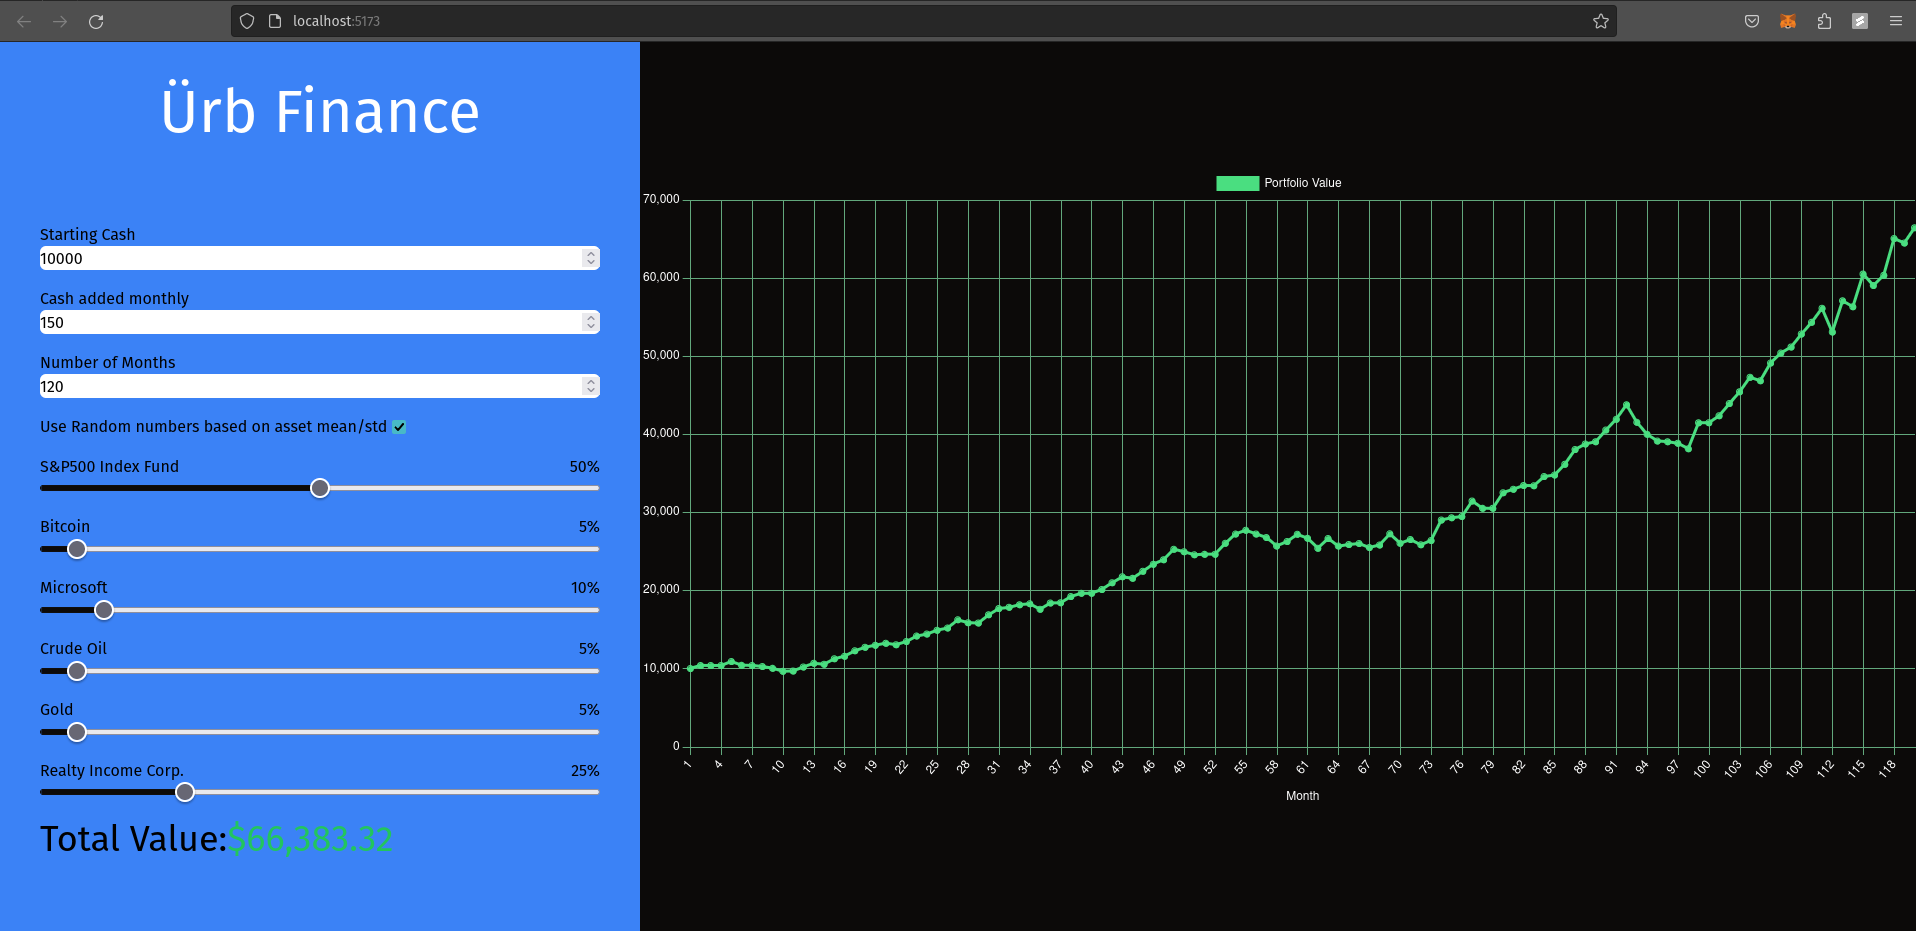 localhost:5173
Ürb Finance
Starting Cash
10000
Cash added monthly
150
Number of Months
120
Use Random numbers based on asset mean/std
S&P500 Index Fund 50%
Bitcoin 5%
Microsoft 10%
Crude Oil 5%
Gold 5%
Realty Income Corp. 25%
Total Value:$66,383.32
Portfolio Value
70,000
60,000
50,000
40,000
30,000
20,000
10,000
0
1 4 7 10 13 16 19 22 25 28 31 34 37 40 43 46 49 52 55 58 61 64 67 70 73 76 79 82 85 88 91 94 97 100 103 106 109 112 115 118
Month